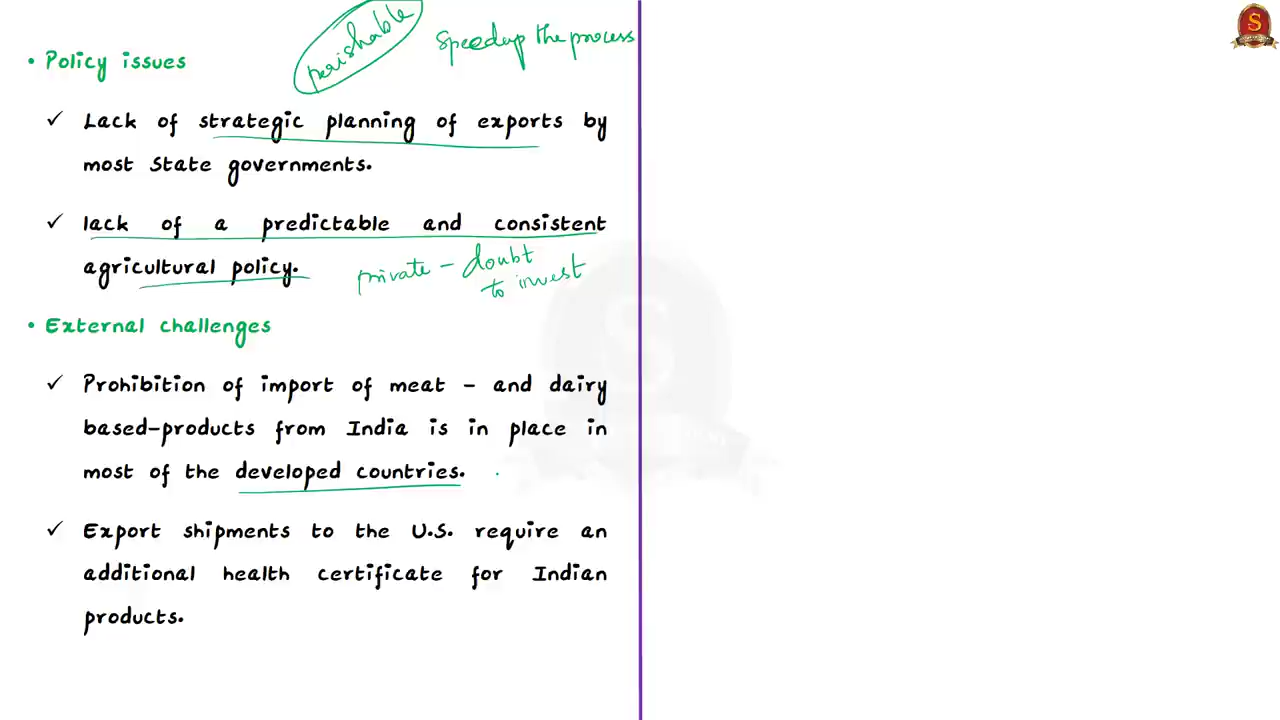 perishable
Speedup the process
• Policy issues
✓ Lack of strategic planning of exports by
most State governments.
✓ lack of a predictable and consistent
agricultural policy.
private - doubt
to invest
• External challenges
✓ Prohibition of import of meat - and dairy
based-products from India is in place in
most of the developed countries.
✓ Export shipments to the U.S. require an
additional health certificate for Indian
products.
S